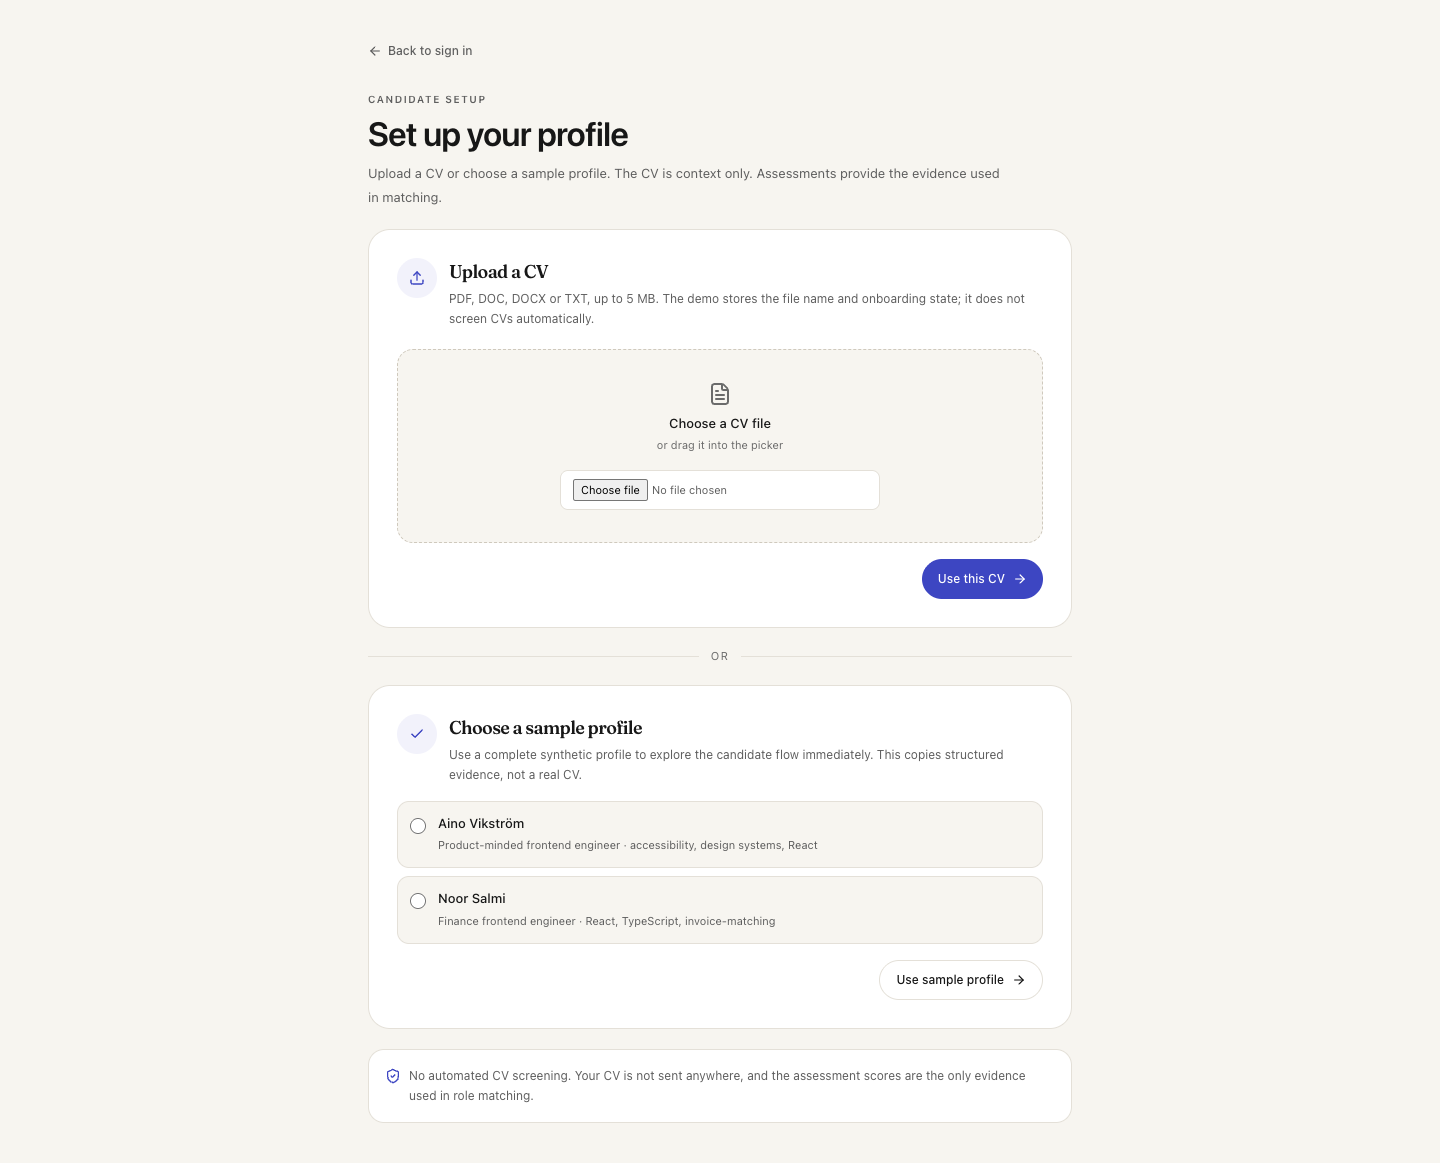 Back to sign in
CANDIDATE SETUP
Set up your profile
Upload a CV or choose a sample profile. The CV is context only. Assessments provide the evidence used
in matching.
Upload a CV
PDF, DOC, DOCX or TXT, up to 5 MB. The demo stores the file name and onboarding state; it does not
screen CVs automatically.
Choose a CV file
or drag it into the picker
Choose file No file chosen
Use this CV
OR
Choose a sample profile
Use a complete synthetic profile to explore the candidate flow immediately. This copies structured
evidence, not a real CV.
Aino Vikström
Product-minded frontend engineer · accessibility, design systems, React
Noor Salmi
Finance frontend engineer · React, TypeScript, invoice-matching
Use sample profile
No automated CV screening. Your CV is not sent anywhere, and the assessment scores are the only evidence
used in role matching.